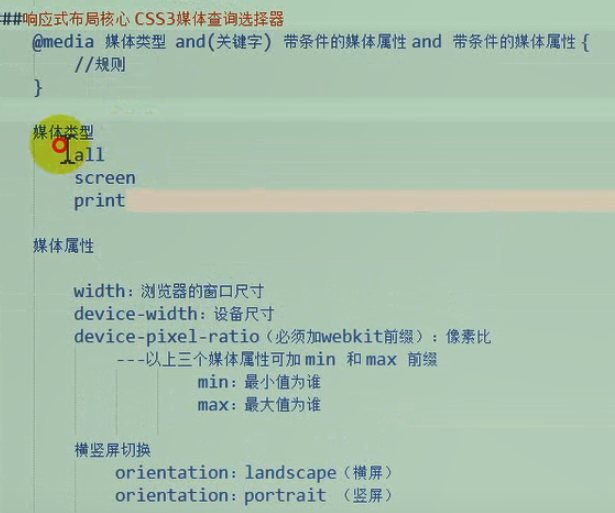 ##响应式布局核心 CSS3媒体查询选择器
@media 媒体类型 and(关键字) 带条件的媒体属性 and 带条件的媒体属性 {
//规则
}
媒体类型
all
screen
print
媒体属性
width: 浏览器的窗口尺寸
device-width: 设备尺寸
device-pixel-ratio（必须加webkit前缀）: 像素比
---以上三个媒体属性可加 min 和 max 前缀
min: 最小值为谁
max: 最大值为谁
横竖屏切换
orientation: landscape（横屏）
orientation: portrait （竖屏）